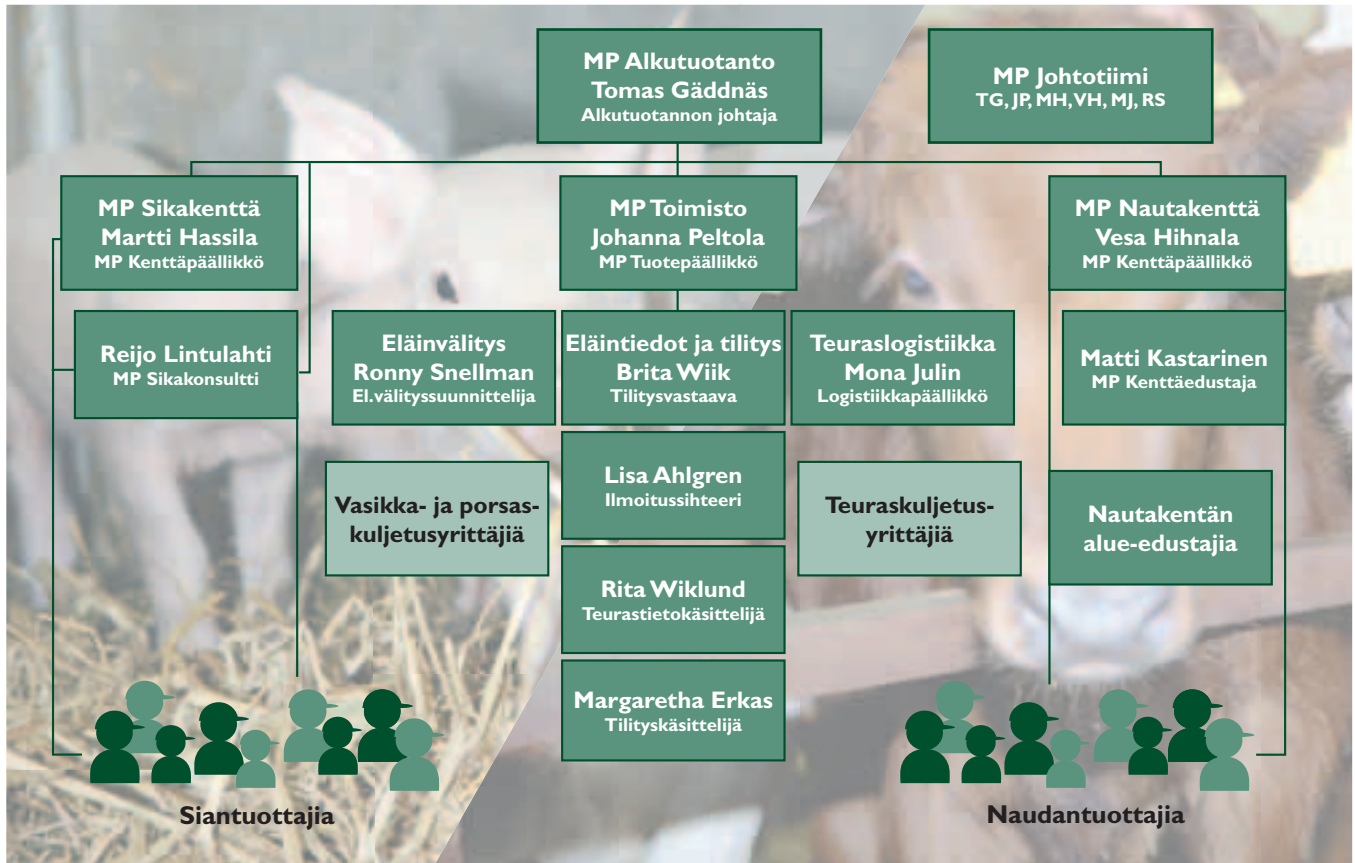 MP Alkutuotanto
Tomas Gäddnäs
Alkutuotannon johtaja
MP Johtotiimi
TG, JP, MH, VH, MJ, RS
MP Sikakenttä
Martti Hassila
MP Kenttäpäällikkö
MP Toimisto
Johanna Peltola
MP Tuotepäällikkö
MP Nautakenttä
Vesa Hihnala
MP Kenttäpäällikkö
Reijo Lintulahti
MP Sikakonsultti
Eläinvälitys
Ronny Snellman
El.välityssuunnittelija
Eläintiedot ja tilitys
Brita Wiik
Tilitysvastaava
Teuraslogistiikka
Mona Julin
Logistiikkapäällikkö
Matti Kastarinen
MP Kenttäedustaja
Vasikka- ja porsas-
kuljetusyrittäjiä
Lisa Ahlgren
Ilmoitussihteeri
Teuraskuljetus-
yrittäjiä
Nautakentän
alue-edustajia
Rita Wiklund
Teurastietokäsittelijä
Margaretha Erkas
Tilityskäsittelijä
Siantuottajia
Naudantuottajia